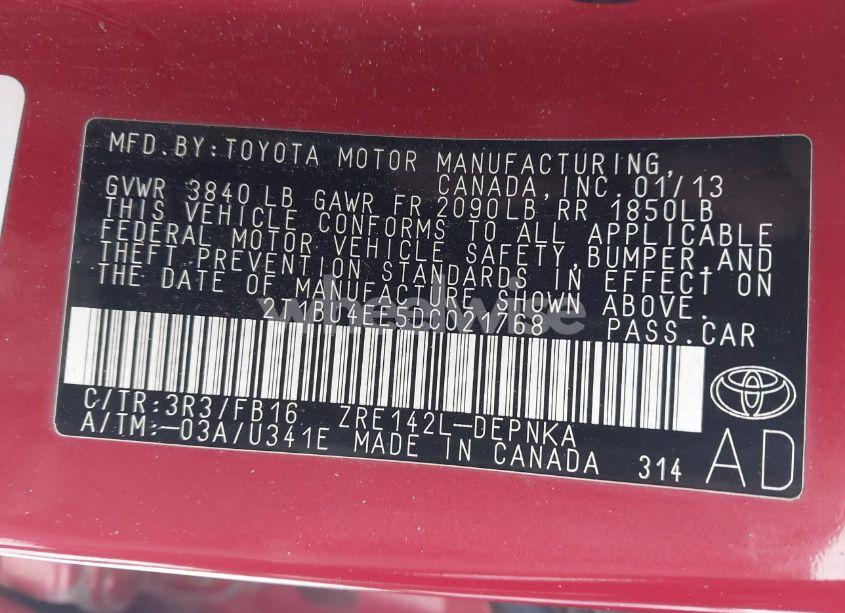 MFD. BY: TOYOTA MOTOR MANUFACTURING,
CANADA, INC. 01/13
GVWR 3840 LB GAWR FR 2090LB RR 1850LB
THIS VEHICLE CONFORMS TO ALL APPLICABLE
FEDERAL MOTOR VEHICLE SAFETY, BUMPER, AND
THEFT PREVENTION STANDARDS IN EFFECT ON
THE DATE OF MANUFACTURE SHOWN ABOVE.
PASS. CAR
wheelwise
C/TR: 3R3/FB16 ZRE142L-DEPNKA
A/TM:-03A/U341E MADE IN CANADA 314
AD